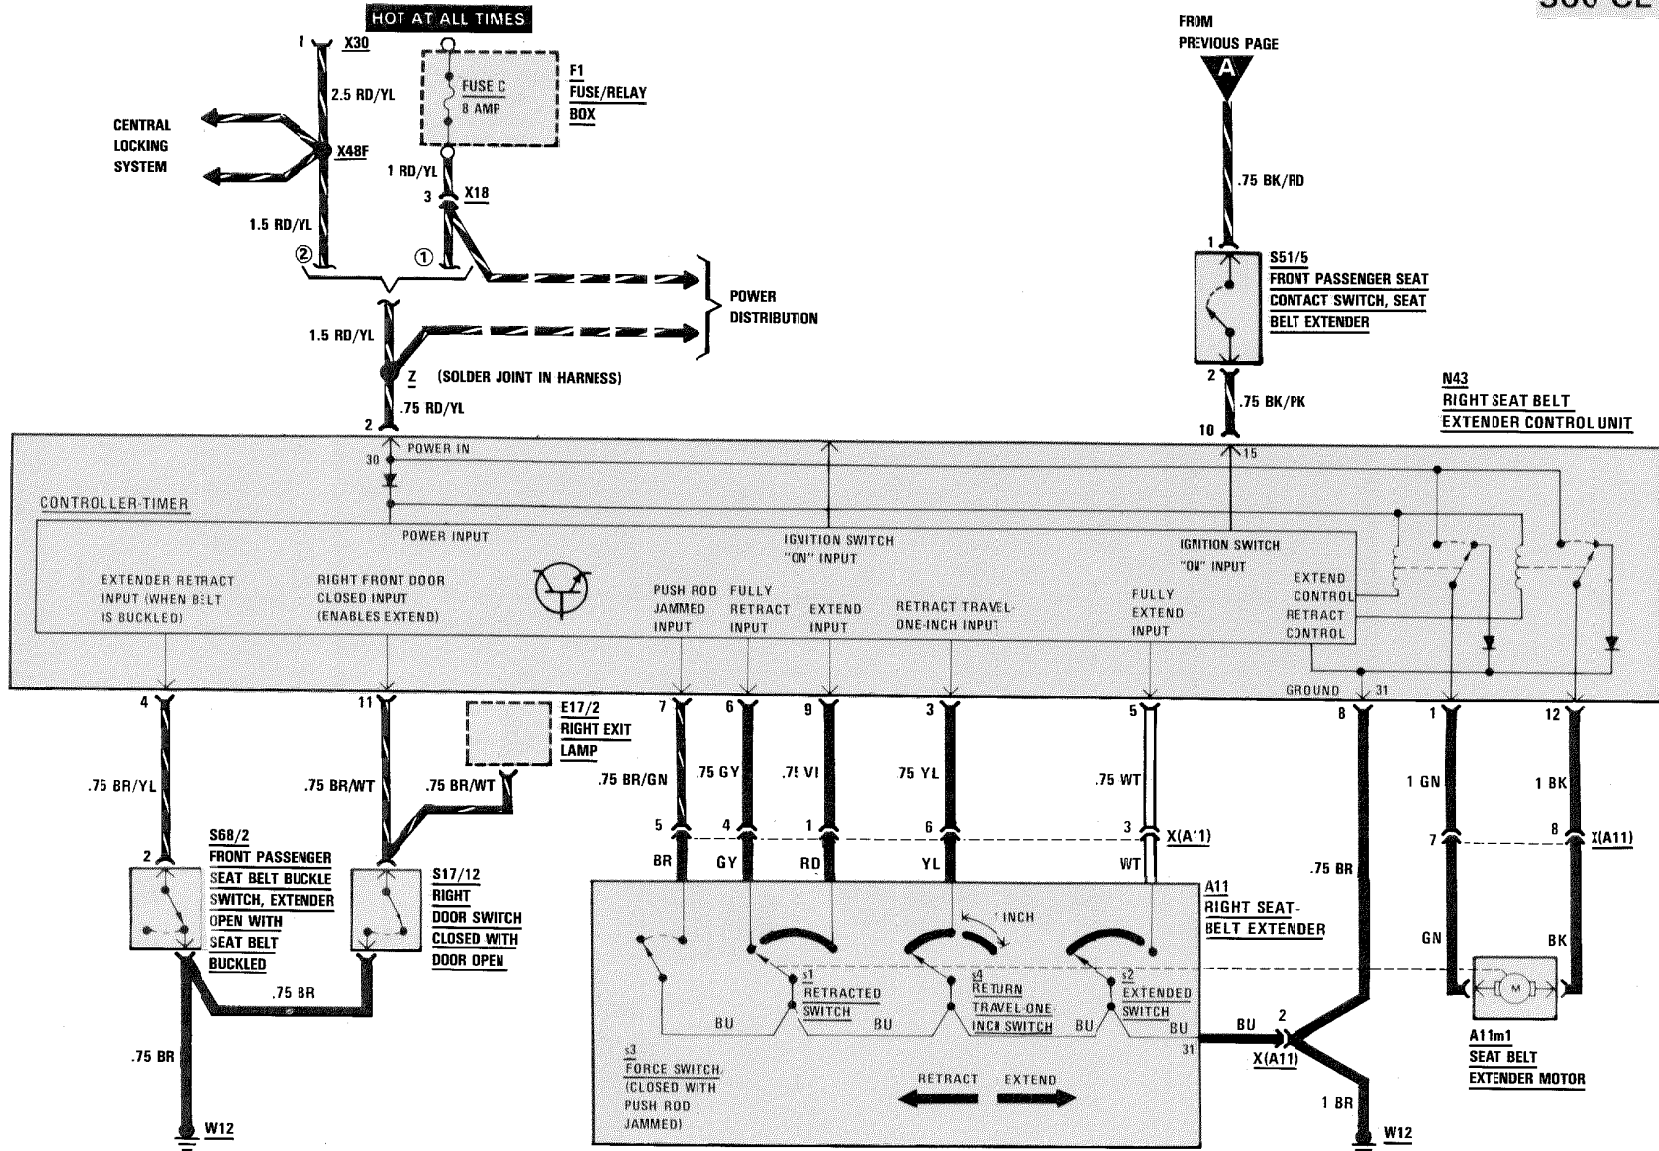 HOT AT ALL TIMES
1 X30
2.5 RD/YL
FUSE C
8 AMP
F1
FUSE/RELAY
BOX
CENTRAL
LOCKING
SYSTEM
X48F
1 RD/YL
3 X18
1.5 RD/YL
2
1
POWER
DISTRIBUTION
1.5 RD/YL
Z (SOLDER JOINT IN HARNESS)
.75 RD/YL
2
FROM
PREVIOUS PAGE
A
.75 BK/RD
1
S51/5
FRONT PASSENGER SEAT
CONTACT SWITCH, SEAT
BELT EXTENDER
2
.75 BK/PK
10
N43
RIGHT SEAT BELT
EXTENDER CONTROL UNIT
POWER IN
30
15
CONTROLLER-TIMER
POWER INPUT
IGNITION SWITCH
"ON" INPUT
IGNITION SWITCH
"ON" INPUT
EXTENDER RETRACT
INPUT (WHEN BELT
IS BUCKLED)
RIGHT FRONT DOOR
CLOSED INPUT
(ENABLES EXTEND)
PUSH ROD
JAMMED
INPUT
FULLY
RETRACT
INPUT
EXTEND
INPUT
RETRACT TRAVEL-
ONE-INCH INPUT
FULLY
EXTEND
INPUT
EXTEND
CONTROL
RETRACT
CONTROL
GROUND 31
4
11
7
6
9
3
5
8
1
12
E17/2
RIGHT EXIT
LAMP
.75 BR/YL
.75 BR/WT
.75 BR/WT
.75 BR/GN
.75 GY
.75 VI
.75 YL
.75 WT
1 GN
1 BK
5
4
1
6
3
X(A11)
7
8
X(A11)
BR
GY
RD
YL
WT
.75 BR
2
S68/2
FRONT PASSENGER
SEAT BELT BUCKLE
SWITCH, EXTENDER
OPEN WITH
SEAT BELT
BUCKLED
S17/12
RIGHT
DOOR SWITCH
CLOSED WITH
DOOR OPEN
A11
RIGHT SEAT-
BELT EXTENDER
1 INCH
GN
BK
s1
RETRACTED
SWITCH
s4
RETURN
TRAVEL-ONE
INCH SWITCH
s2
EXTENDED
SWITCH
M
.75 BR
BU
BU
BU
31
BU
2
X(A11)
A11m1
SEAT BELT
EXTENDER MOTOR
.75 BR
s3
FORCE SWITCH
(CLOSED WITH
PUSH ROD
JAMMED)
RETRACT EXTEND
1 BR
W12
W12